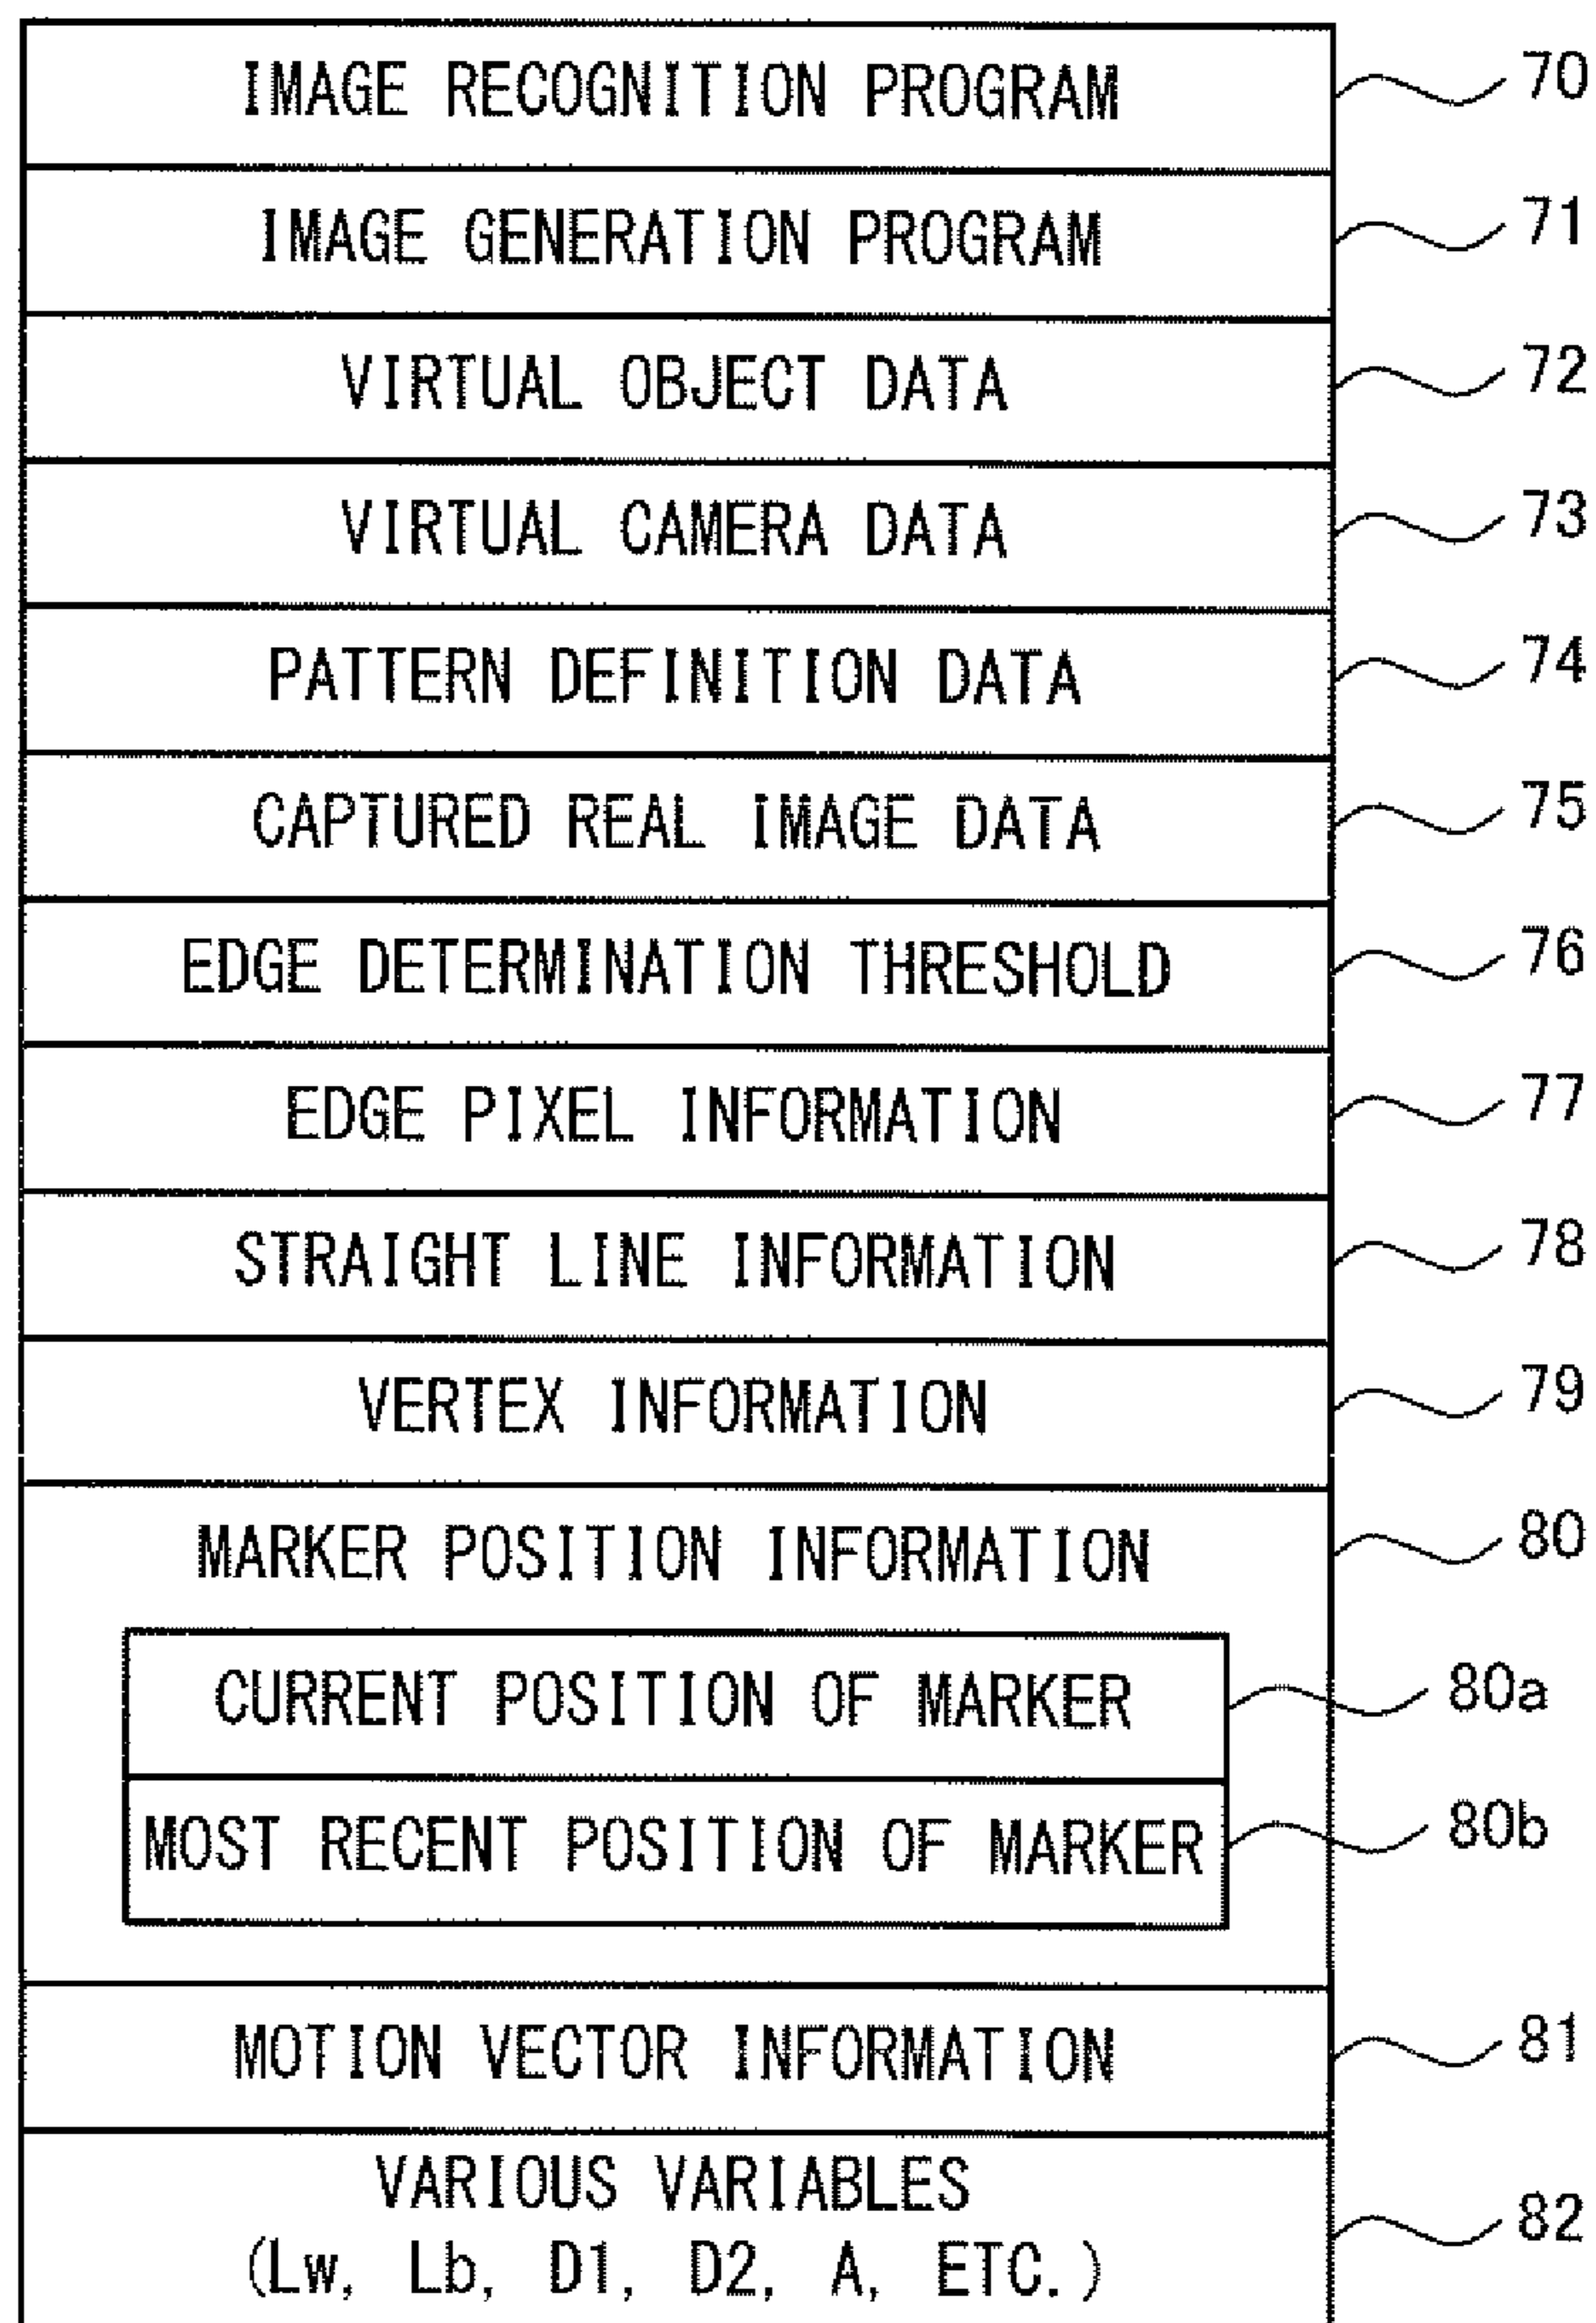 IMAGE RECOGNITION PROGRAM 70
IMAGE GENERATION PROGRAM 71
VIRTUAL OBJECT DATA 72
VIRTUAL CAMERA DATA 73
PATTERN DEFINITION DATA 74
CAPTURED REAL IMAGE DATA 75
EDGE DETERMINATION THRESHOLD 76
EDGE PIXEL INFORMATION 77
STRAIGHT LINE INFORMATION 78
VERTEX INFORMATION 79
MARKER POSITION INFORMATION 80
CURRENT POSITION OF MARKER 80a
MOST RECENT POSITION OF MARKER 80b
MOTION VECTOR INFORMATION 81
VARIOUS VARIABLES 82
(Lw, Lb, D1, D2, A, ETC.)